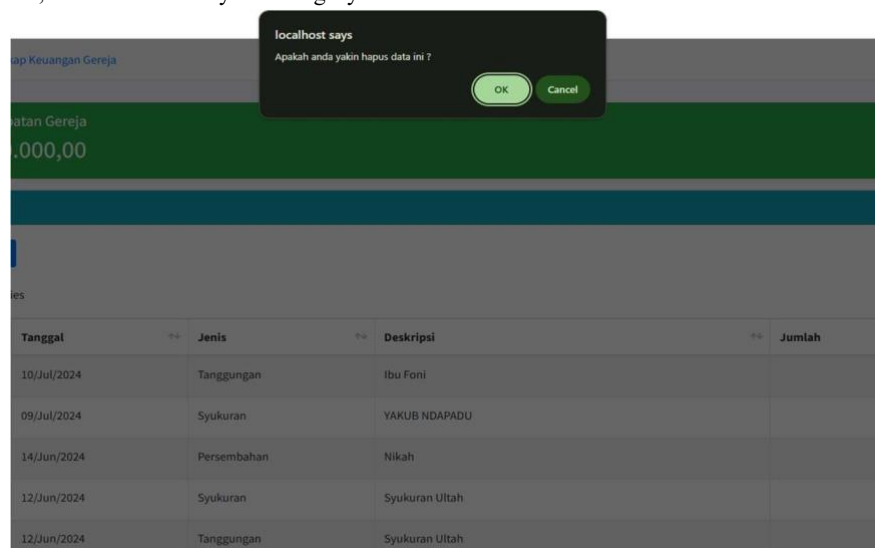 localhost says
Apakah anda yakin hapus data ini ?
OK Cancel
Keuangan Gereja
Gereja
.000,00
Tanggal Jenis Deskripsi Jumlah
10/Jul/2024 Tanggungan Ibu Foni
09/Jul/2024 Syukuran YAKUB NDAPADU
14/Jun/2024 Persembahan Nikah
12/Jun/2024 Syukuran Syukuran Ultah
12/Jun/2024 Tanggungan Syukuran Ultah